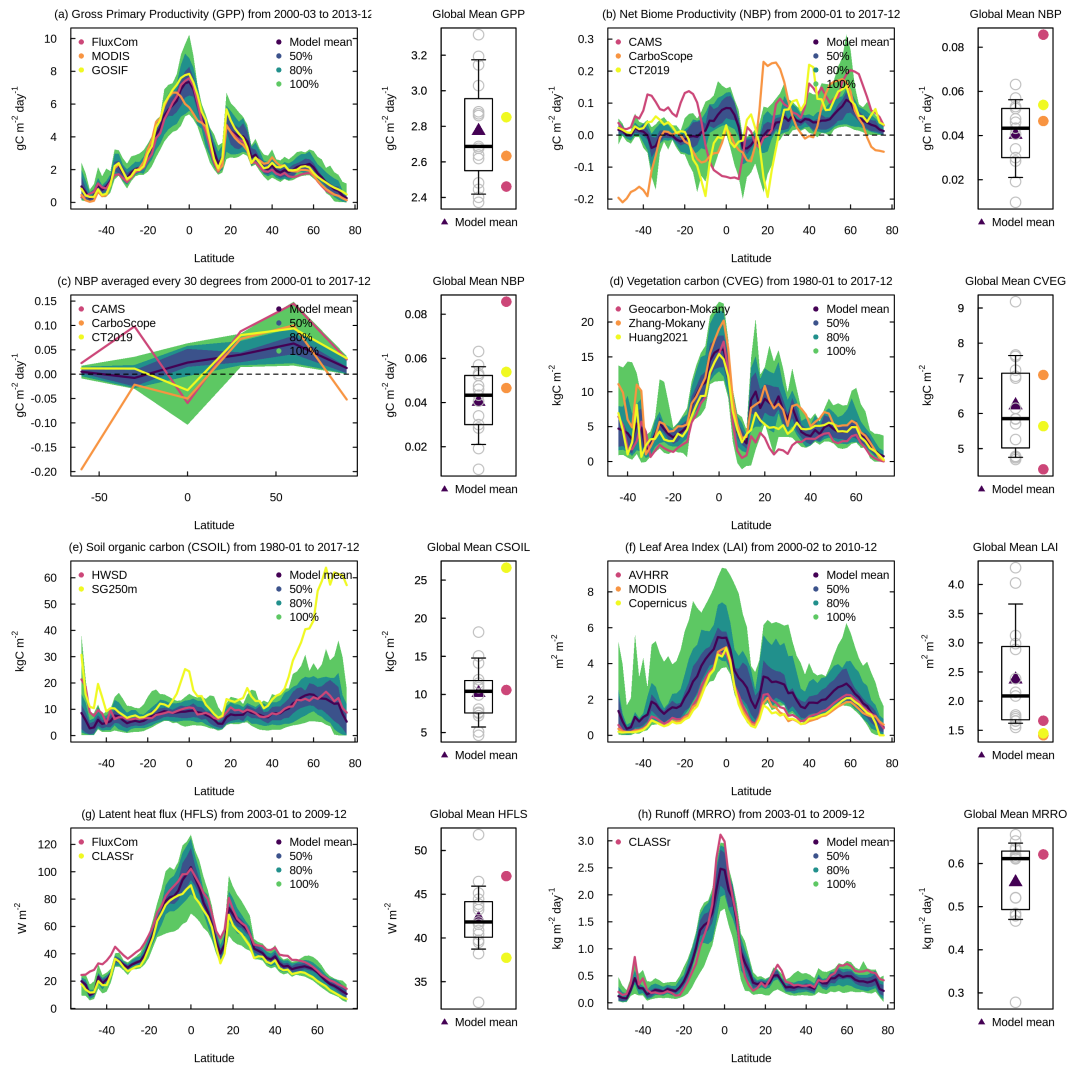 (a) Gross Primary Productivity (GPP) from 2000-03 to 2013-12
FluxCom
MODIS
GOSIF
Model mean
50%
80%
100%
gC m-2 day-1
0
2
4
6
8
10
-40
-20
0
20
40
60
80
Latitude
Global Mean GPP
gC m-2 day-1
2.4
2.6
2.8
3.0
3.2
Model mean
(b) Net Biome Productivity (NBP) from 2000-01 to 2017-12
CAMS
CarboScope
CT2019
Model mean
50%
80%
100%
gC m-2 day-1
-0.2
-0.1
0.0
0.1
0.2
0.3
-40
-20
0
20
40
60
80
Latitude
Global Mean NBP
gC m-2 day-1
0.02
0.04
0.06
0.08
Model mean
(c) NBP averaged every 30 degrees from 2000-01 to 2017-12
CAMS
CarboScope
CT2019
Model mean
50%
80%
100%
gC m-2 day-1
-0.20
-0.15
-0.10
-0.05
0.00
0.05
0.10
0.15
-50
0
50
Latitude
Global Mean NBP
gC m-2 day-1
0.02
0.04
0.06
0.08
Model mean
(d) Vegetation carbon (CVEG) from 1980-01 to 2017-12
Geocarbon-Mokany
Zhang-Mokany
Huang2021
Model mean
50%
80%
100%
kgC m-2
0
5
10
15
20
-40
-20
0
20
40
60
Latitude
Global Mean CVEG
kgC m-2
5
6
7
8
9
Model mean
(e) Soil organic carbon (CSOIL) from 1980-01 to 2017-12
HWSD
SG250m
Model mean
50%
80%
100%
kgC m-2
0
10
20
30
40
50
60
-40
-20
0
20
40
60
80
Latitude
Global Mean CSOIL
kgC m-2
5
10
15
20
25
Model mean
(f) Leaf Area Index (LAI) from 2000-02 to 2010-12
AVHRR
MODIS
Copernicus
Model mean
50%
80%
100%
m2 m-2
0
2
4
6
8
-40
-20
0
20
40
60
80
Latitude
Global Mean LAI
m2 m-2
1.5
2.0
2.5
3.0
3.5
4.0
Model mean
(g) Latent heat flux (HFLS) from 2003-01 to 2009-12
FluxCom
CLASSr
Model mean
50%
80%
100%
W m-2
0
20
40
60
80
100
120
-40
-20
0
20
40
60
Latitude
Global Mean HFLS
W m-2
35
40
45
50
Model mean
(h) Runoff (MRRO) from 2003-01 to 2009-12
CLASSr
Model mean
50%
80%
100%
kg m-2 day-1
0.0
0.5
1.0
1.5
2.0
2.5
3.0
-40
-20
0
20
40
60
80
Latitude
Global Mean MRRO
kg m-2 day-1
0.3
0.4
0.5
0.6
Model mean